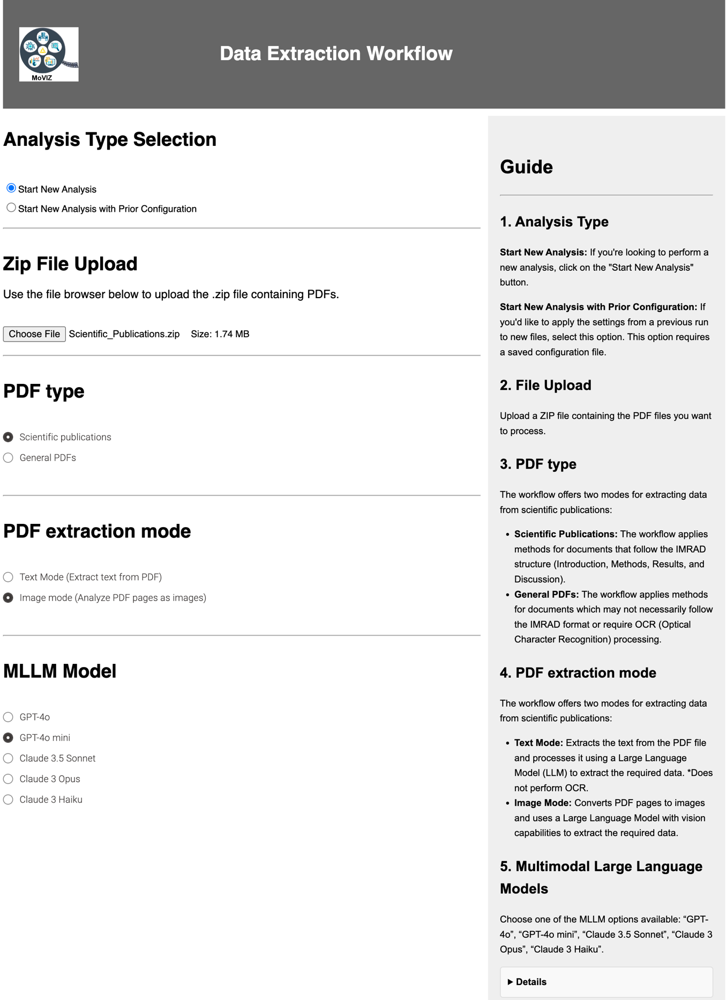 MoVIZ
Data Extraction Workflow
Analysis Type Selection
Start New Analysis
Start New Analysis with Prior Configuration
Zip File Upload
Use the file browser below to upload the .zip file containing PDFs.
Choose File Scientific_Publications.zip Size: 1.74 MB
PDF type
Scientific publications
General PDFs
PDF extraction mode
Text Mode (Extract text from PDF)
Image mode (Analyze PDF pages as images)
MLLM Model
GPT-4o
GPT-4o mini
Claude 3.5 Sonnet
Claude 3 Opus
Claude 3 Haiku
Guide
1. Analysis Type
Start New Analysis: If you're looking to perform a
new analysis, click on the "Start New Analysis"
button.
Start New Analysis with Prior Configuration: If
you'd like to apply the settings from a previous run
to new files, select this option. This option requires
a saved configuration file.
2. File Upload
Upload a ZIP file containing the PDF files you want
to process.
3. PDF type
The workflow offers two modes for extracting data
from scientific publications:
• Scientific Publications: The workflow applies
methods for documents that follow the IMRAD
structure (Introduction, Methods, Results, and
Discussion).
• General PDFs: The workflow applies methods
for documents which may not necessarily follow
the IMRAD format or require OCR (Optical
Character Recognition) processing.
4. PDF extraction mode
The workflow offers two modes for extracting data
from scientific publications:
• Text Mode: Extracts the text from the PDF file
and processes it using a Large Language
Model (LLM) to extract the required data. *Does
not perform OCR.
• Image Mode: Converts PDF pages to images
and uses a Large Language Model with vision
capabilities to extract the required data.
5. Multimodal Large Language
Models
Choose one of the MLLM options available: “GPT-
4o”, “GPT-4o mini”, “Claude 3.5 Sonnet”, “Claude 3
Opus”, “Claude 3 Haiku”.
Details